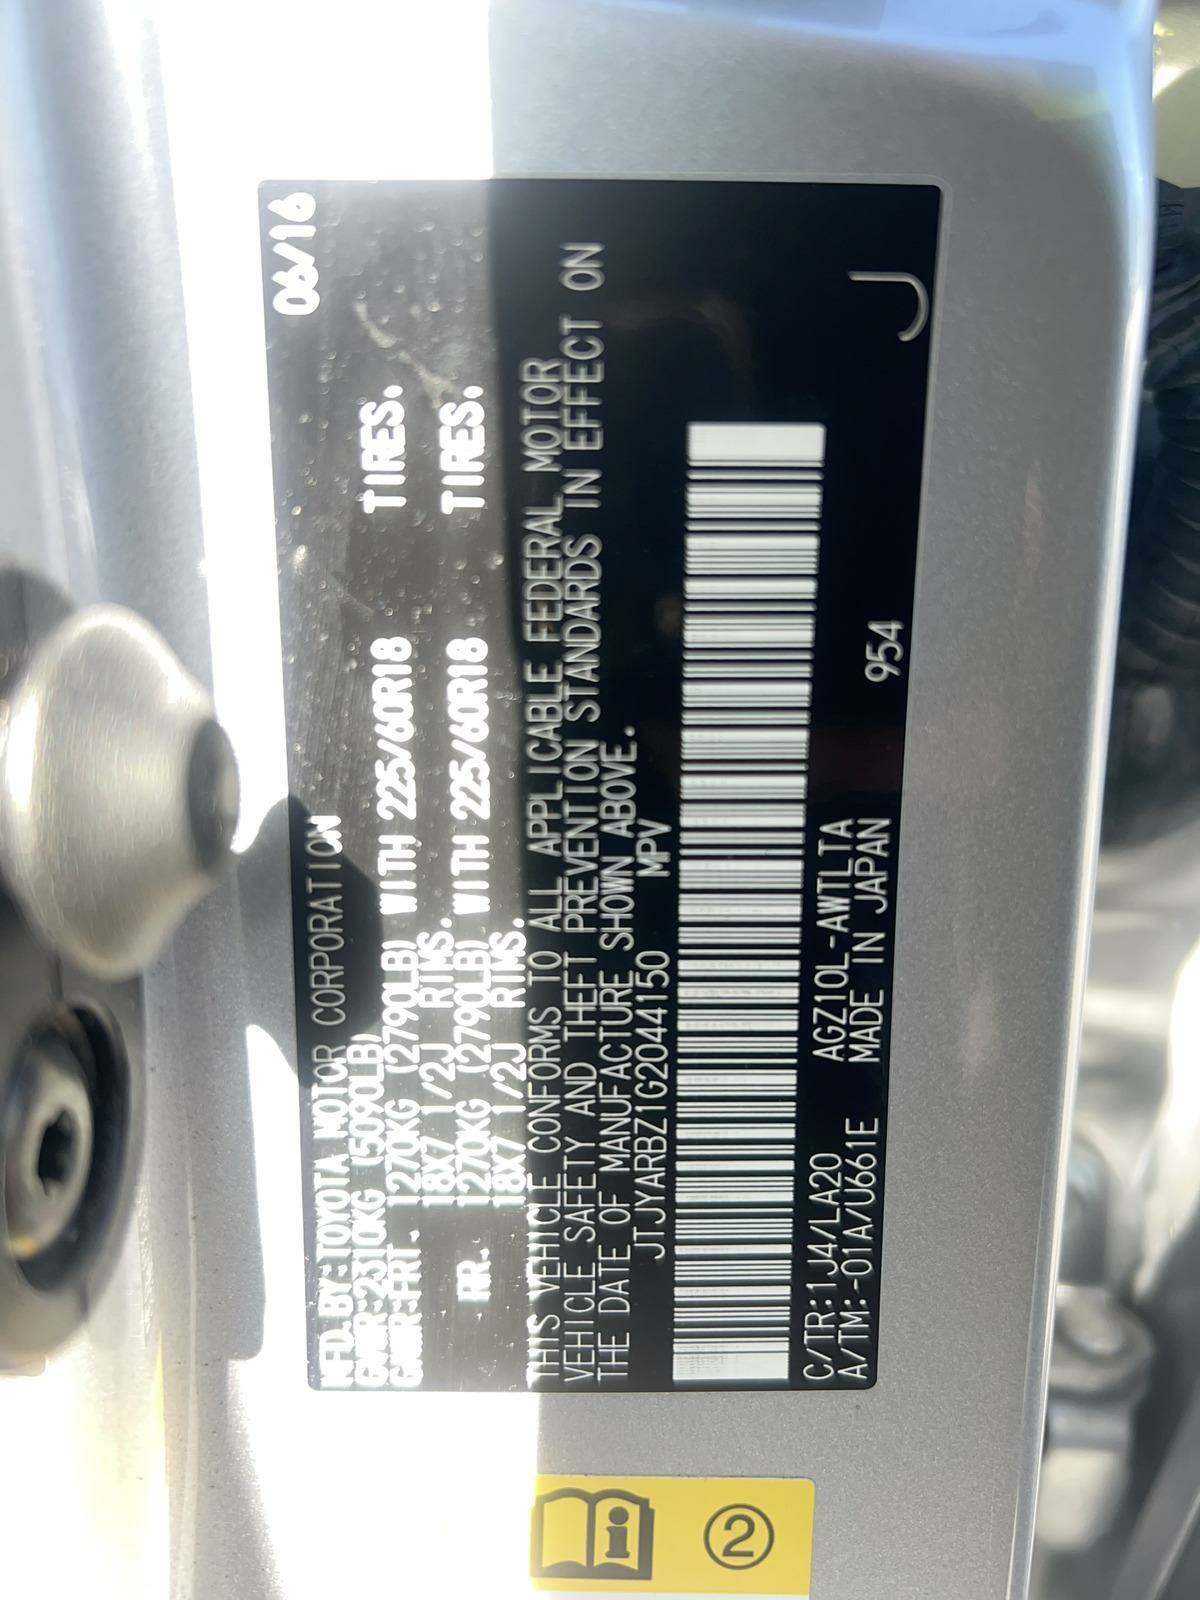 MFD.BY:TOYOTA MOTOR CORPORATION 06/16
GVWR:2310KG (5090LB)
GAWR:FRT. 1270KG (2790LB) WITH 225/60R18 TIRES.
18X7 1/2J RIMS.
RR. 1270KG (2790LB) WITH 225/60R18 TIRES.
18X7 1/2J RIMS.
THIS VEHICLE CONFORMS TO ALL APPLICABLE FEDERAL MOTOR
VEHICLE SAFETY AND THEFT PREVENTION STANDARDS IN EFFECT ON
THE DATE OF MANUFACTURE SHOWN ABOVE.
JTJYARBZ1G2044150 MPV
C/TR:1J4/LA20 AGZ10L-AWTLTA 954
A/TM:-01A/U661E MADE IN JAPAN
J
i
2